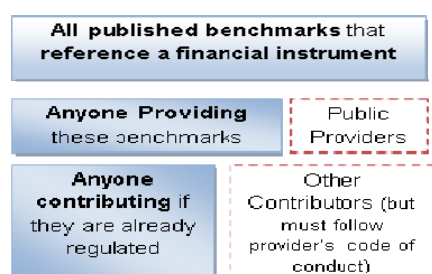 All published benchmarks that
reference a financial instrument
Anyone Providing
these benchmarks
Public
Providers
Anyone
contributing if
they are already
regulated
Other
Contributors (but
must follow
provider's code of
conduct)